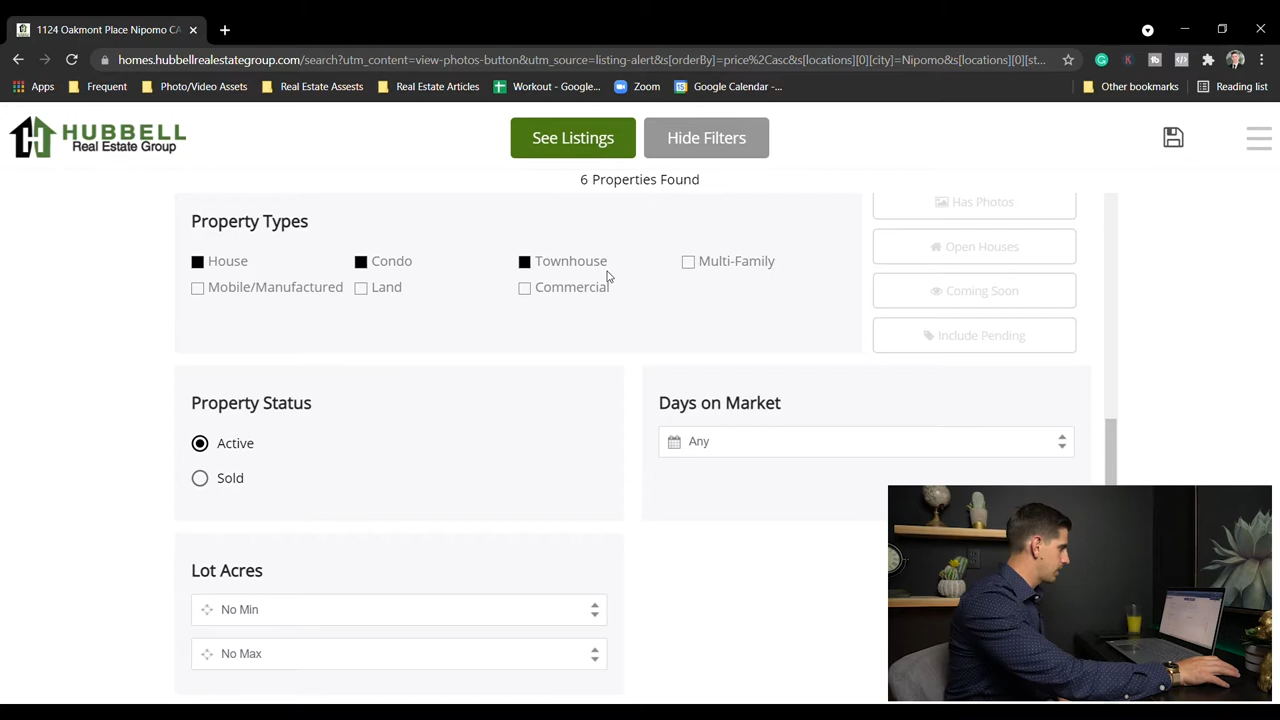 1124 Oakmont Place Nipomo CA
homes.hubbellrealestategroup.com/search?utm_content=view-photos-button&utm_source=listing-alert&s[orderBy]=price%2Casc&s[locations][0][city]=Nipomo&s[locations][0][st...
Apps Frequent Photo/Video Assets Real Estate Assests Real Estate Articles Workout - Google... Zoom Google Calendar -... Other bookmarks Reading list
HUBBELL
Real Estate Group
See Listings Hide Filters
6 Properties Found
Property Types
Has Photos
House Condo Townhouse Multi-Family
Open Houses
Mobile/Manufactured Land Commercial
Coming Soon
Include Pending
Property Status
Days on Market
Active
Any
Sold
Lot Acres
No Min
No Max